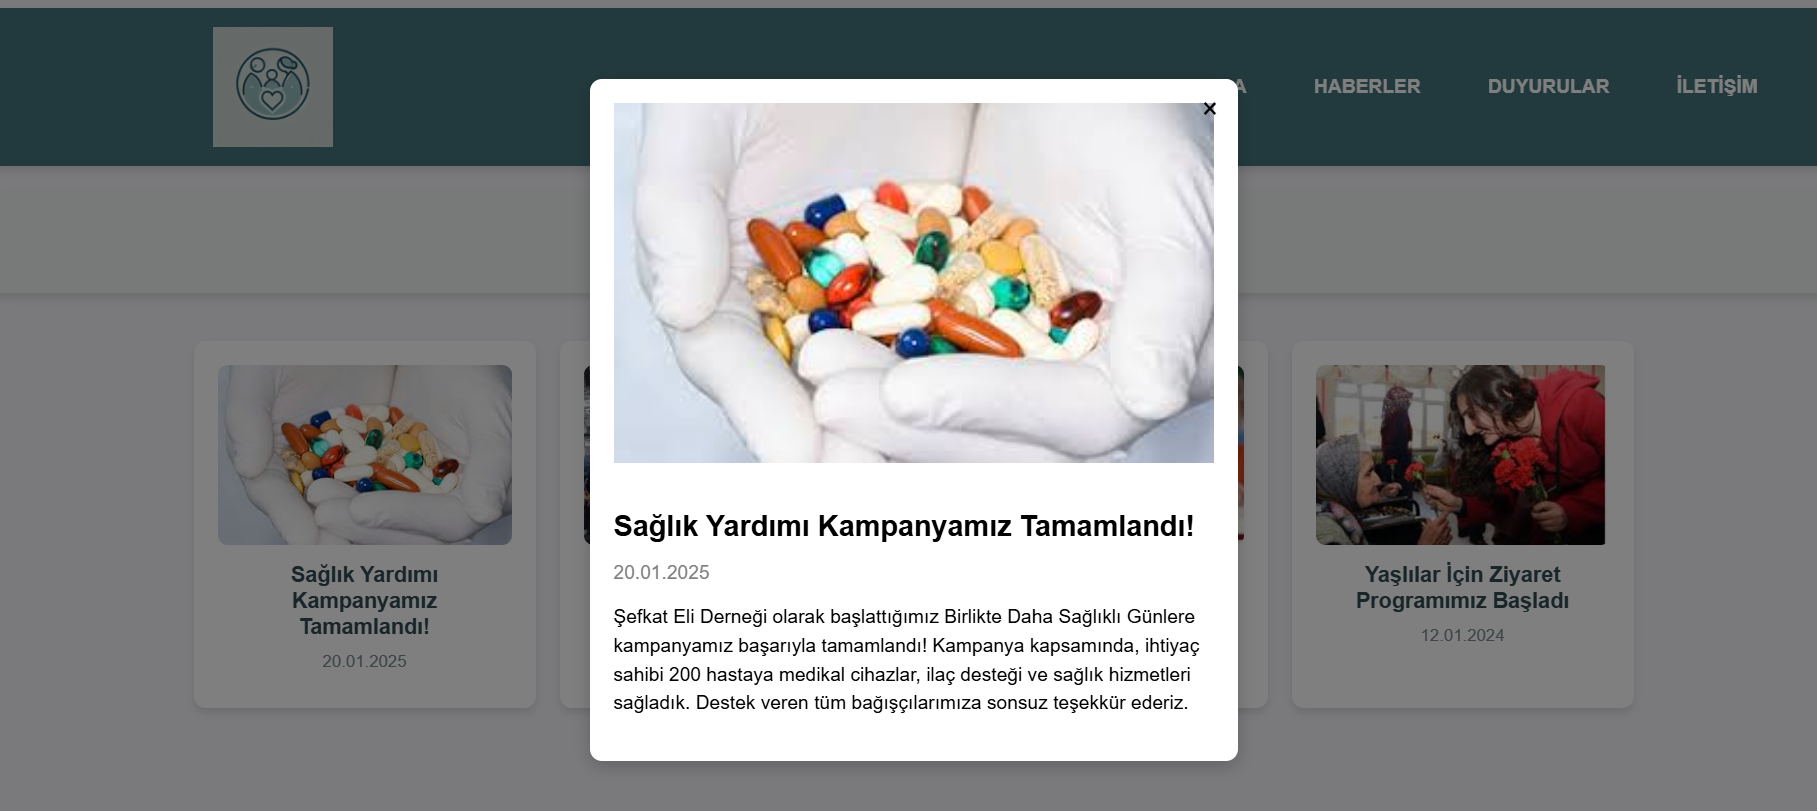 HABERLER
DUYURULAR
İLETİŞİM
×
Sağlık Yardımı Kampanyamız Tamamlandı!
20.01.2025
Şefkat Eli Derneği olarak başlattığımız Birlikte Daha Sağlıklı Günlere
kampanyamız başarıyla tamamlandı! Kampanya kapsamında, ihtiyaç
sahibi 200 hastaya medikal cihazlar, ilaç desteği ve sağlık hizmetleri
sağladık. Destek veren tüm bağışçılarımıza sonsuz teşekkür ederiz.
Sağlık Yardımı
Kampanyamız
Tamamlandı!
20.01.2025
Yaşlılar İçin Ziyaret
Programımız Başladı
12.01.2024